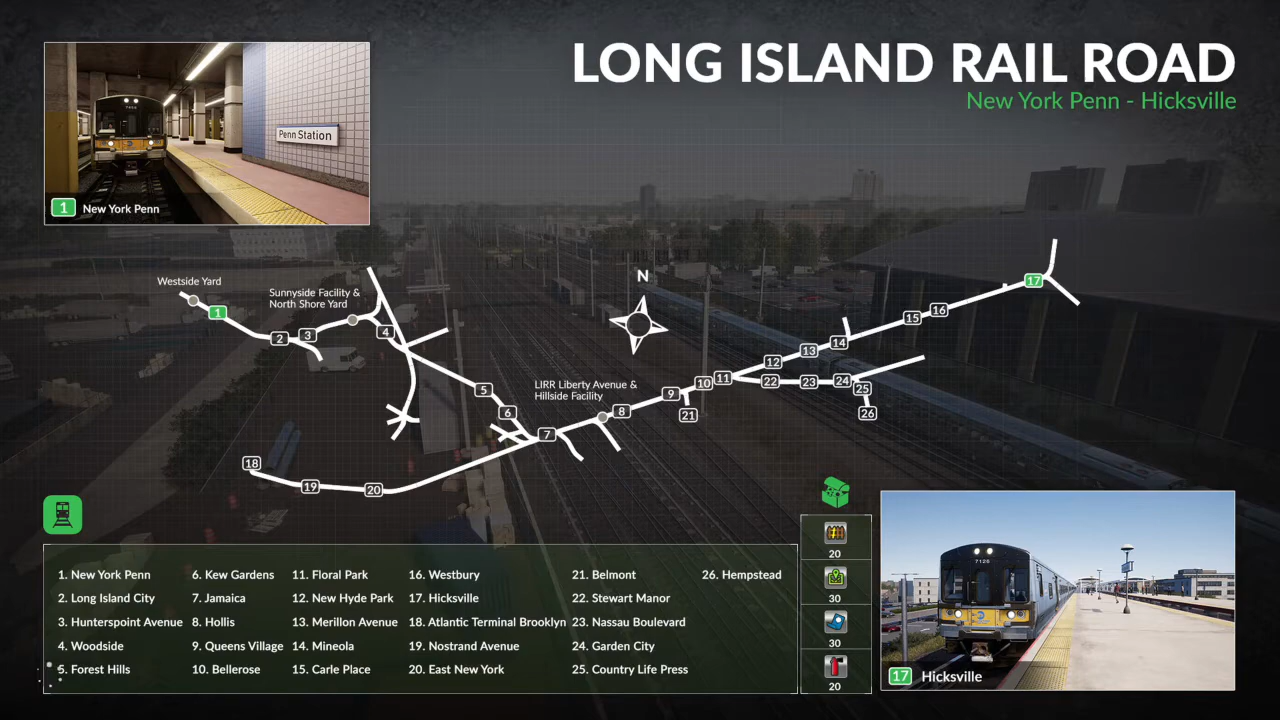 LONG ISLAND RAIL ROAD
New York Penn - Hicksville
7124
Penn Station
1 New York Penn
N
Westside Yard
Sunnyside Facility &
North Shore Yard
LIRR Liberty Avenue &
Hillside Facility
1
2
3
4
5
6
7
8
9
10
11
12
13
14
15
16
17
18
19
20
21
22
23
24
25
26
1. New York Penn
2. Long Island City
3. Hunterspoint Avenue
4. Woodside
5. Forest Hills
6. Kew Gardens
7. Jamaica
8. Hollis
9. Queens Village
10. Bellerose
11. Floral Park
12. New Hyde Park
13. Merillon Avenue
14. Mineola
15. Carle Place
16. Westbury
17. Hicksville
18. Atlantic Terminal Brooklyn
19. Nostrand Avenue
20. East New York
21. Belmont
22. Stewart Manor
23. Nassau Boulevard
24. Garden City
25. Country Life Press
26. Hempstead
20
30
30
20
7126
17 Hicksville